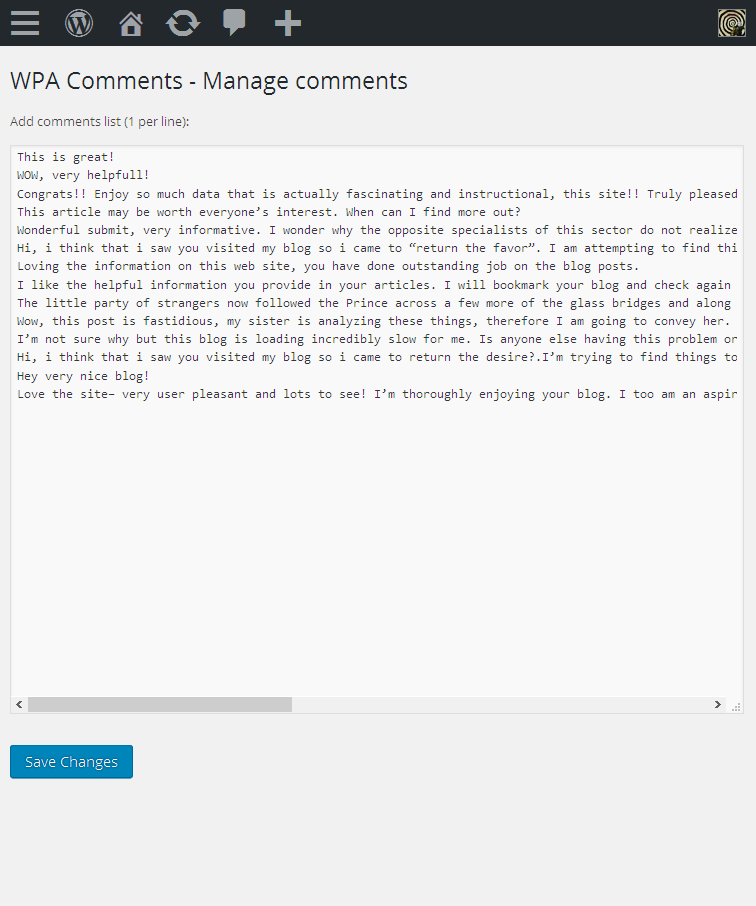 WPA Comments - Manage comments
Add comments list (1 per line):
This is great!
WOW, very helpfull!
Congrats!! Enjoy so much data that is actually fascinating and instructional, this site!! Truly pleased
This article may be worth everyone’s interest. When can I find more out?
Wonderful submit, very informative. I wonder why the opposite specialists of this sector do not realize
Hi, i think that i saw you visited my blog so i came to “return the favor”. I am attempting to find thi
Loving the information on this web site, you have done outstanding job on the blog posts.
I like the helpful information you provide in your articles. I will bookmark your blog and check again
The little party of strangers now followed the Prince across a few more of the glass bridges and along
Wow, this post is fastidious, my sister is analyzing these things, therefore I am going to convey her.
I’m not sure why but this blog is loading incredibly slow for me. Is anyone else having this problem or
Hi, i think that i saw you visited my blog so i came to return the desire?.I’m trying to find things to
Hey very nice blog!
Love the site– very user pleasant and lots to see! I’m thoroughly enjoying your blog. I too am an aspir
Save Changes